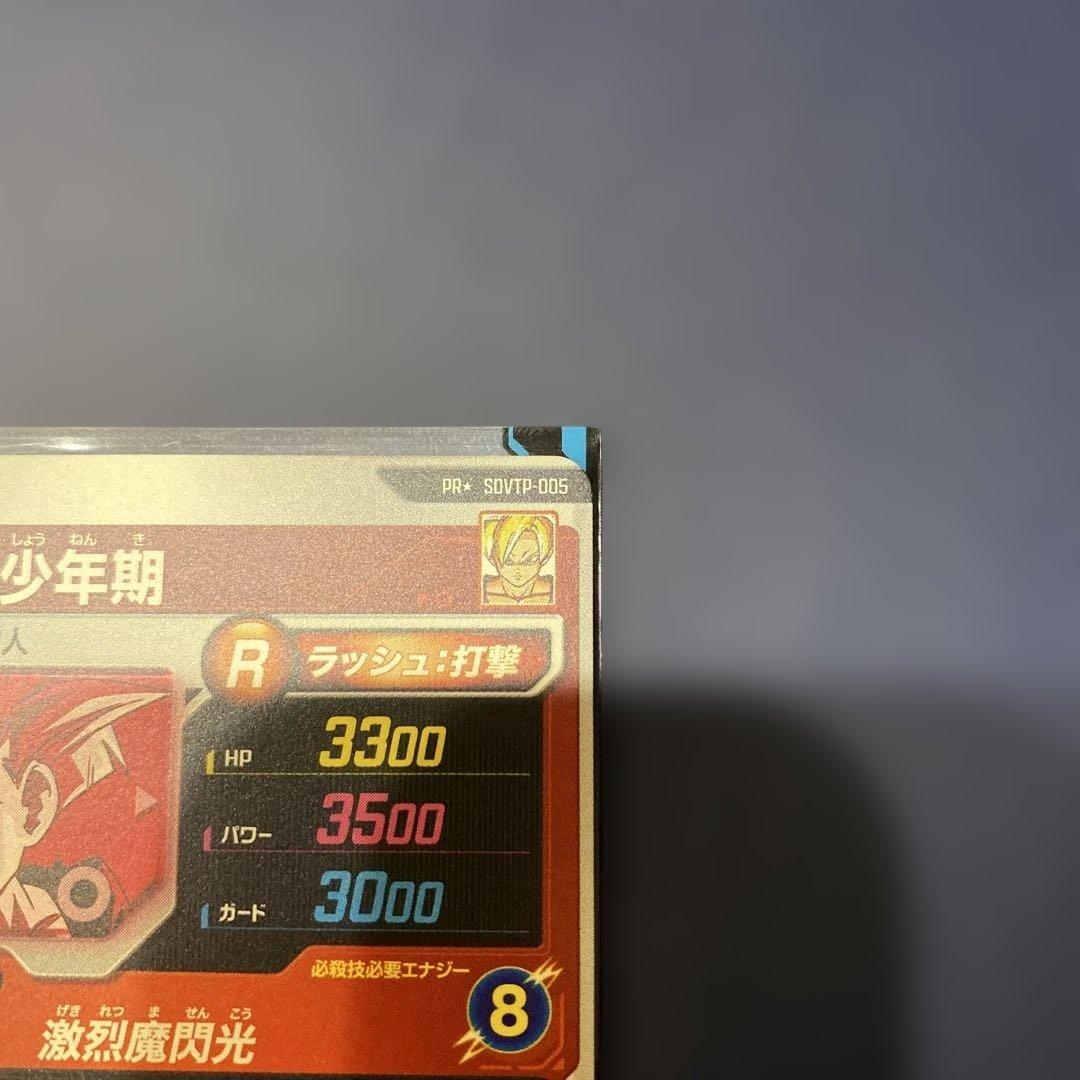 PR★ SDVTP-005
しょう ねん き
少年期
人
R ラッシュ:打撃
HP 3300
パワー 3500
ガード 3000
必殺技必要エナジー
8
げき れつ ま せん こう
激烈魔閃光